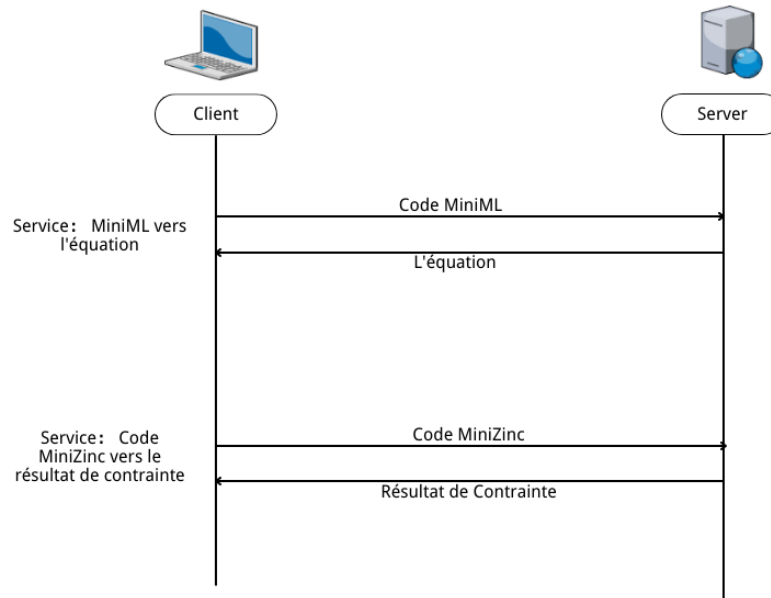 Client
Server
Code MiniML
Service: MiniML vers
l'équation
L'équation
Code MiniZinc
Service: Code
MiniZinc vers le
résultat de contrainte
Résultat de Contrainte